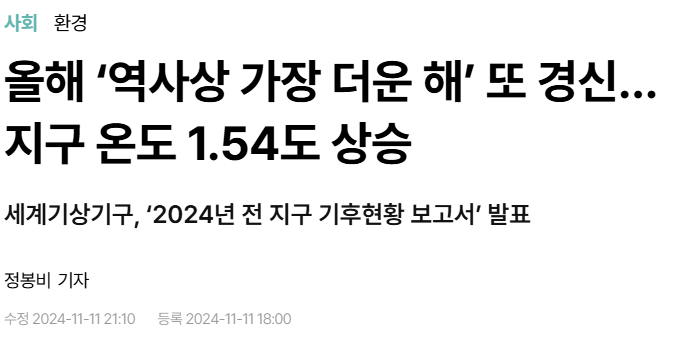 사회 환경
올해 ‘역사상 가장 더운 해’ 또 경신…
지구 온도 1.54도 상승
세계기상기구, ‘2024년 전 지구 기후현황 보고서’ 발표
정봉비 기자
수정 2024-11-11 21:10 등록 2024-11-11 18:00